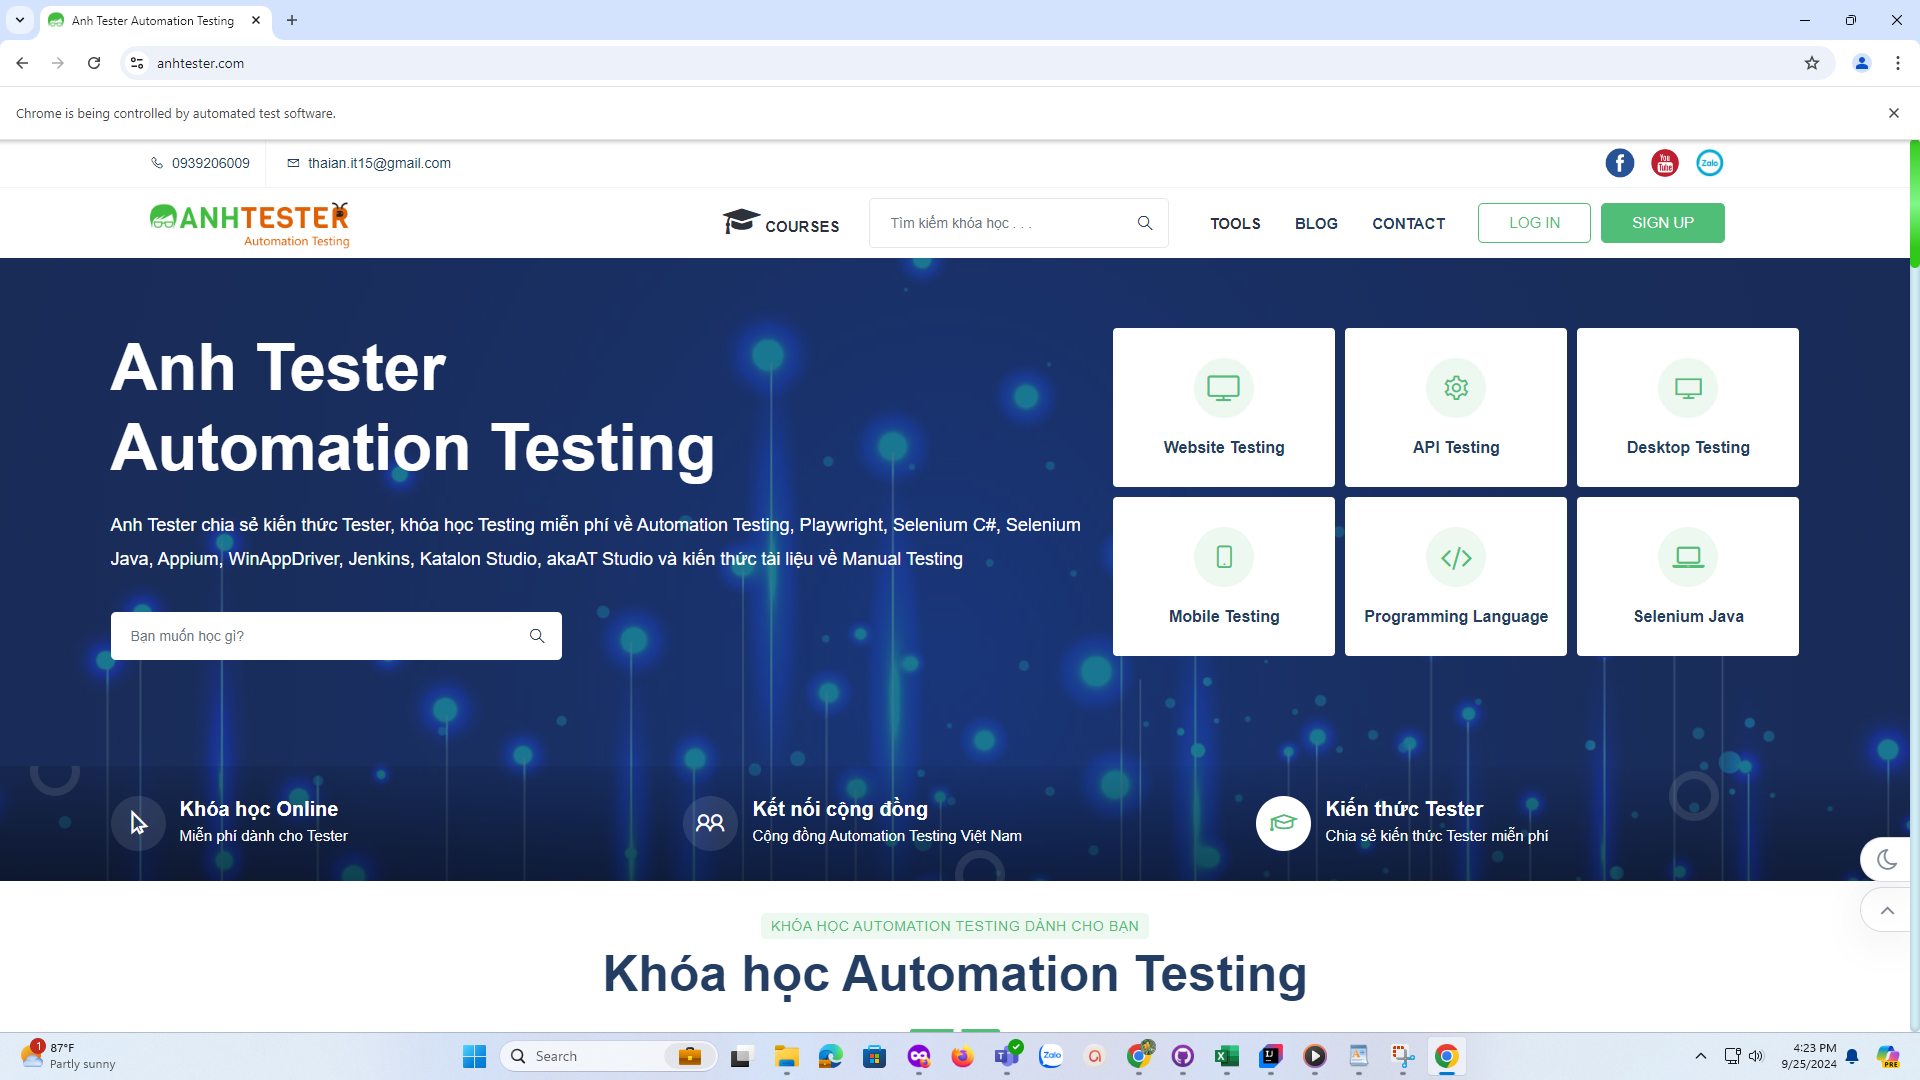 Anh Tester Automation Testing
anhtester.com
Chrome is being controlled by automated test software.
0939206009
thaian.it15@gmail.com
You Tube
Zalo
ANHTESTER
Automation Testing
COURSES
Tìm kiếm khóa học . . .
TOOLS
BLOG
CONTACT
LOG IN
SIGN UP
Anh Tester
Automation Testing
Anh Tester chia sẻ kiến thức Tester, khóa học Testing miễn phí về Automation Testing, Playwright, Selenium C#, Selenium
Java, Appium, WinAppDriver, Jenkins, Katalon Studio, akaAT Studio và kiến thức tài liệu về Manual Testing
Bạn muốn học gì?
Website Testing
API Testing
Desktop Testing
Mobile Testing
Programming Language
Selenium Java
Khóa học Online
Miễn phí dành cho Tester
Kết nối cộng đồng
Cộng đồng Automation Testing Việt Nam
Kiến thức Tester
Chia sẻ kiến thức Tester miễn phí
KHÓA HỌC AUTOMATION TESTING DÀNH CHO BẠN
Khóa học Automation Testing
1
87°F
Partly sunny
Search
Zalo
4:23 PM
9/25/2024
PRE